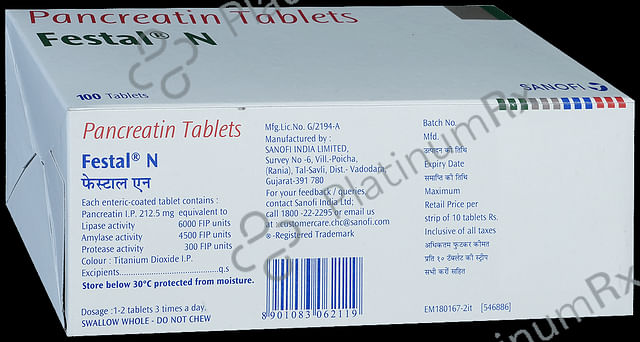 Pancreatin Tablets
Festal® N
100 Tablets
SANOFI
Pancreatin Tablets
Festal® N
फेस्टाल एन
Each enteric-coated tablet contains :
Pancreatin I.P. 212.5 mg equivalent to
Lipase activity 6000 FIP units
Amylase activity 4500 FIP units
Protease activity 300 FIP units
Colour : Titanium Dioxide I.P.
Excipients........................q.s
Store below 30°C protected from moisture.
Dosage :1-2 tablets 3 times a day.
SWALLOW WHOLE - DO NOT CHEW
Mfg.Lic.No. G/2194-A
Manufactured by :
SANOFI INDIA LIMITED,
Survey No -6, Vill.-Poicha,
(Rania), Tal-Savli, Dist.- Vadodara,
Gujarat-391 780
For your feedback / queries,
contact Sanofi India Ltd;
call 1800 -22-2295 or email us
at :customercare.chc@sanofi.com
® -Registered Trademark
8901083062119
Batch No.
Mfd.
उत्पादन की तिथि
Expiry Date
समाप्ति की तिथि
Maximum
Retail Price per
strip of 10 tablets Rs.
Inclusive of all taxes
अधिकतम फुटकर कीमत
प्रति १० टॅबलेट की स्ट्रीप
सभी करों सहित
EM180167-2it [546886]
PlatinumRx
PlatinumRx